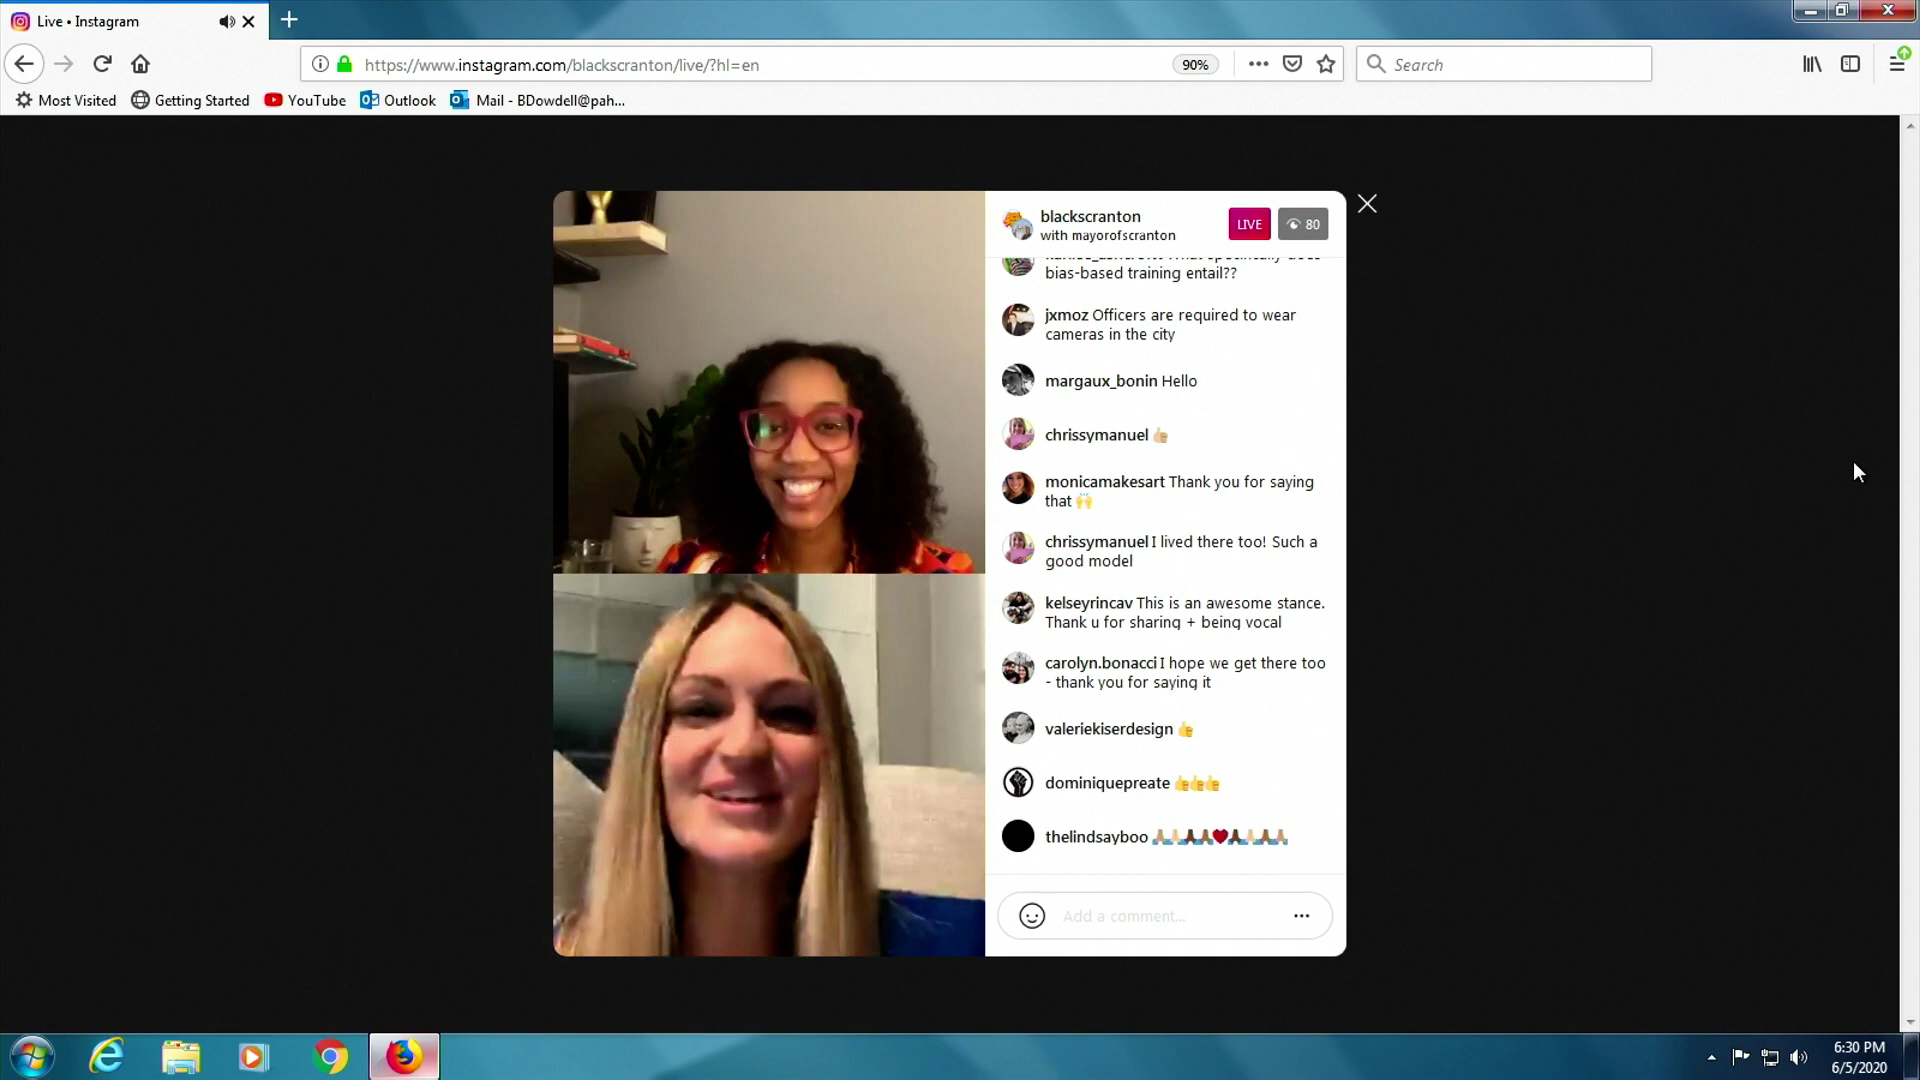 Live • Instagram
https://www.instagram.com/blackscranton/live/?hl=en
90%
Search
Most Visited
Getting Started
YouTube
Outlook
Mail - BDowdell@pah...
blackscranton
with mayorofscranton
LIVE
80
bias-based training entail??
jxmoz Officers are required to wear
cameras in the city
margaux_bonin Hello
chrissymanuel 👍🏼
monicamakesart Thank you for saying
that 🙌
chrissymanuel I lived there too! Such a
good model
kelseyrincav This is an awesome stance.
Thank u for sharing + being vocal
carolyn.bonacci I hope we get there too
- thank you for saying it
valeriekiserdesign 👍
dominiquepreate 👍👍👍
thelindsayboo 🙏🏽🙏🏼🙏🏿🙏🏾❤️🙏🏿🙏🏼🙏🏾🙏🏽
Add a comment...
6:30 PM
6/5/2020